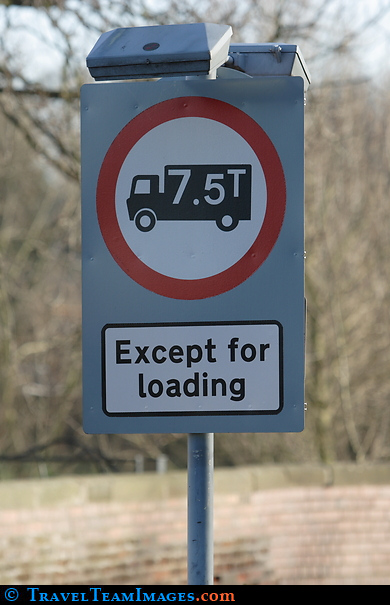 7.5T
Except for
loading
© TravelTeamImages.com